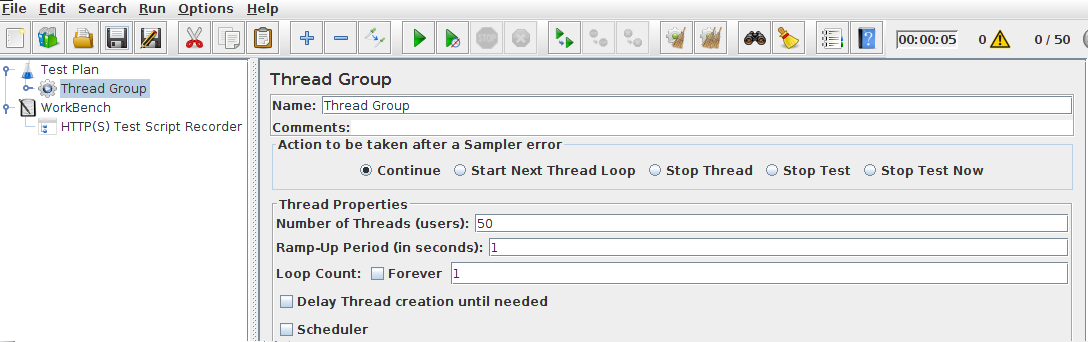 File Edit Search Run Options Help
STOP 00:00:05 0 0 / 50
Test Plan
Thread Group
WorkBench
HTTP(S) Test Script Recorder
Thread Group
Name: Thread Group
Comments:
Action to be taken after a Sampler error
Continue Start Next Thread Loop Stop Thread Stop Test Stop Test Now
Thread Properties
Number of Threads (users): 50
Ramp-Up Period (in seconds): 1
Loop Count: Forever 1
Delay Thread creation until needed
Scheduler